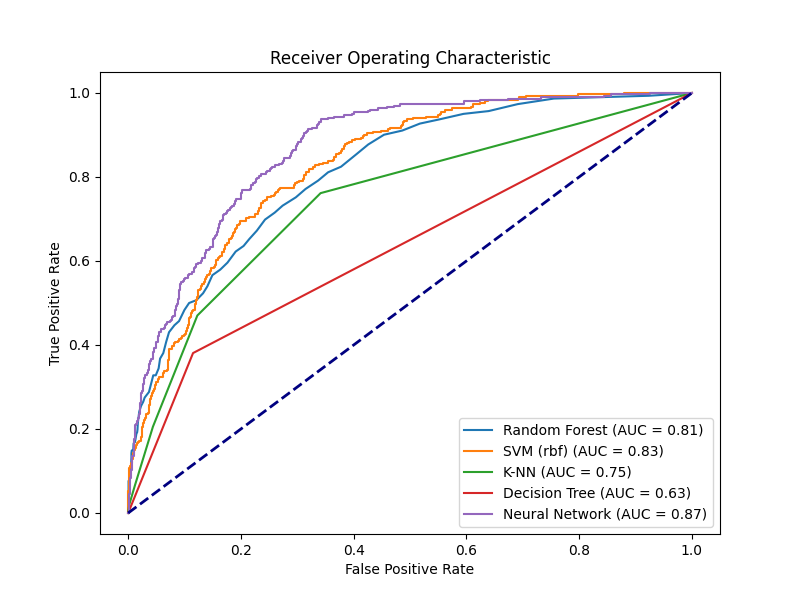 Receiver Operating Characteristic
True Positive Rate
1.0
0.8
0.6
0.4
0.2
0.0
Random Forest (AUC = 0.81)
SVM (rbf) (AUC = 0.83)
K-NN (AUC = 0.75)
Decision Tree (AUC = 0.63)
Neural Network (AUC = 0.87)
0.0 0.2 0.4 0.6 0.8 1.0
False Positive Rate